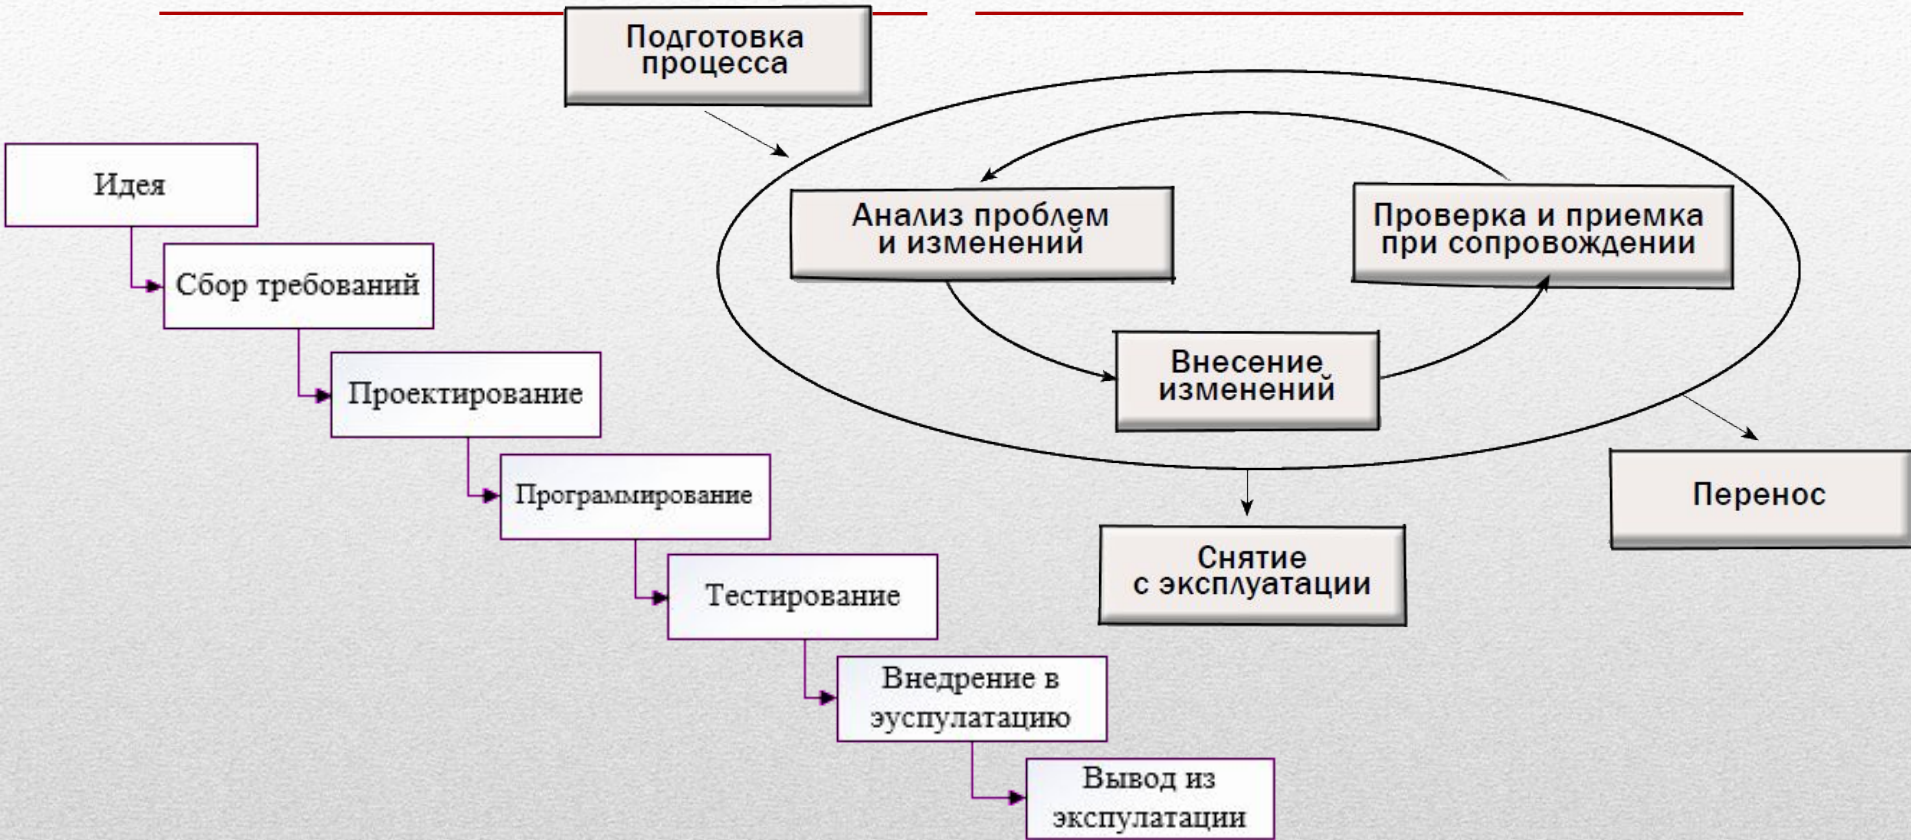 Подготовка
процесса
Идея
Сбор требований
Проектирование
Программирование
Тестирование
Внедрение в
эуспулатацию
Вывод из
экспулатации
Анализ проблем
и изменений
Проверка и приемка
при сопровождении
Внесение
изменений
Перенос
Снятие
с эксплуатации